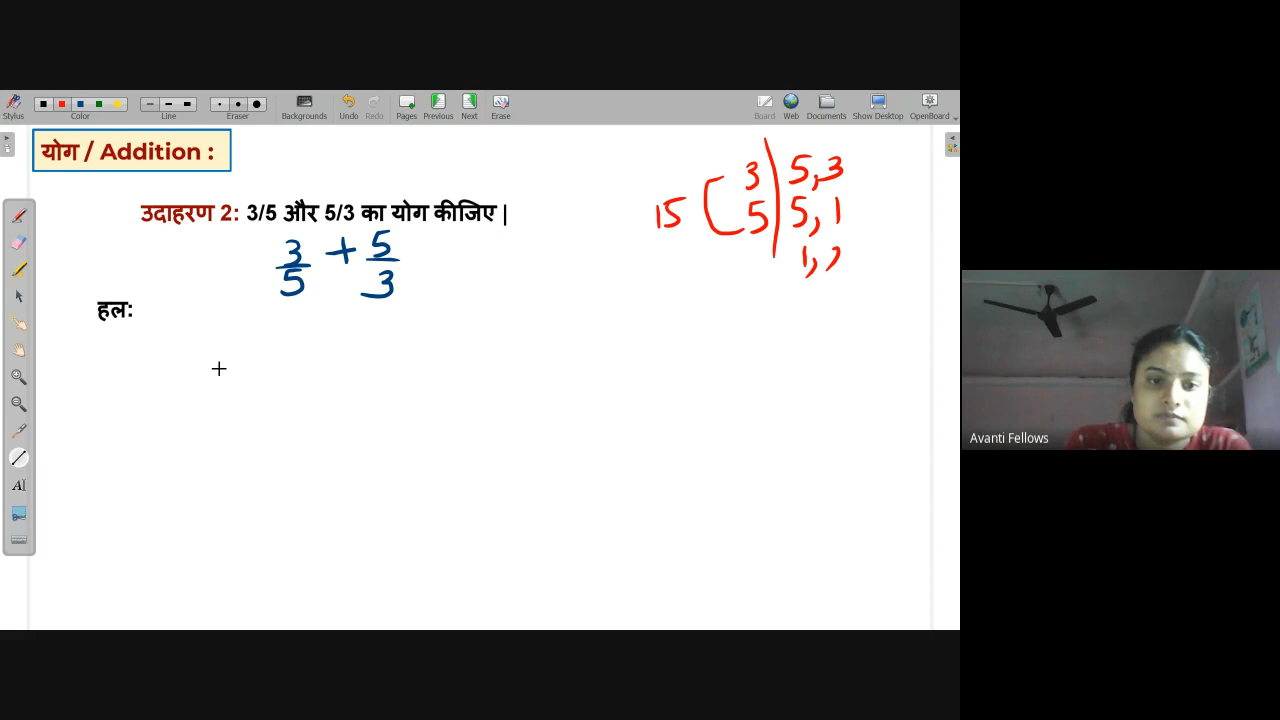 Stylus
Color
Line
Eraser
Backgrounds
Undo
Redo
Pages
Previous
Next
Erase
Board
Web
Documents
Show Desktop
OpenBoard
योग / Addition :
उदाहरण 2: 3/5 और 5/3 का योग कीजिए |
3/5 + 5/3
3 | 5,3
15
5 | 5, 1
1, ,
हल:
Avanti Fellows